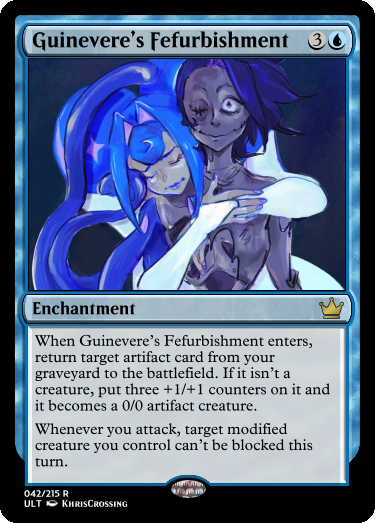 Guinevere's Fefurbishment 3
Enchantment
When Guinevere's Fefurbishment enters,
return target artifact card from your
graveyard to the battlefield. If it isn't a
creature, put three +1/+1 counters on it and
it becomes a 0/0 artifact creature.
Whenever you attack, target modified
creature you control can't be blocked this
turn.
042/215 R
ULT KhrisCrossing